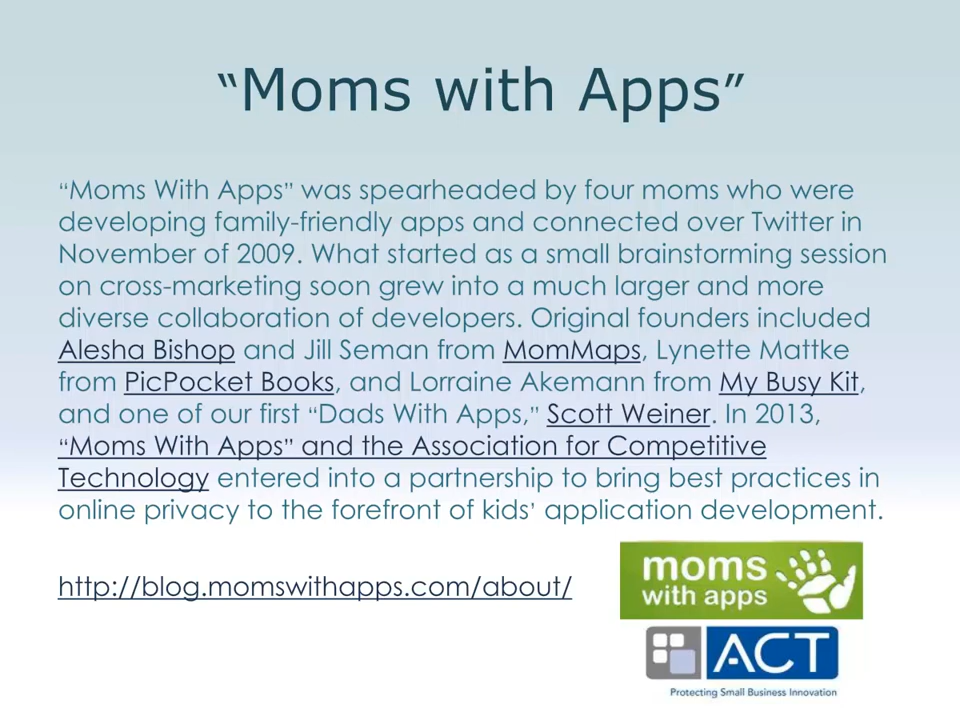 “Moms with Apps”
“Moms With Apps” was spearheaded by four moms who were
developing family-friendly apps and connected over Twitter in
November of 2009. What started as a small brainstorming session
on cross-marketing soon grew into a much larger and more
diverse collaboration of developers. Original founders included
Alesha Bishop and Jill Seman from MomMaps, Lynette Mattke
from PicPocket Books, and Lorraine Akemann from My Busy Kit,
and one of our first “Dads With Apps,” Scott Weiner. In 2013,
“Moms With Apps” and the Association for Competitive
Technology entered into a partnership to bring best practices in
online privacy to the forefront of kids’ application development.
http://blog.momswithapps.com/about/
moms
with apps
ACT
Protecting Small Business Innovation